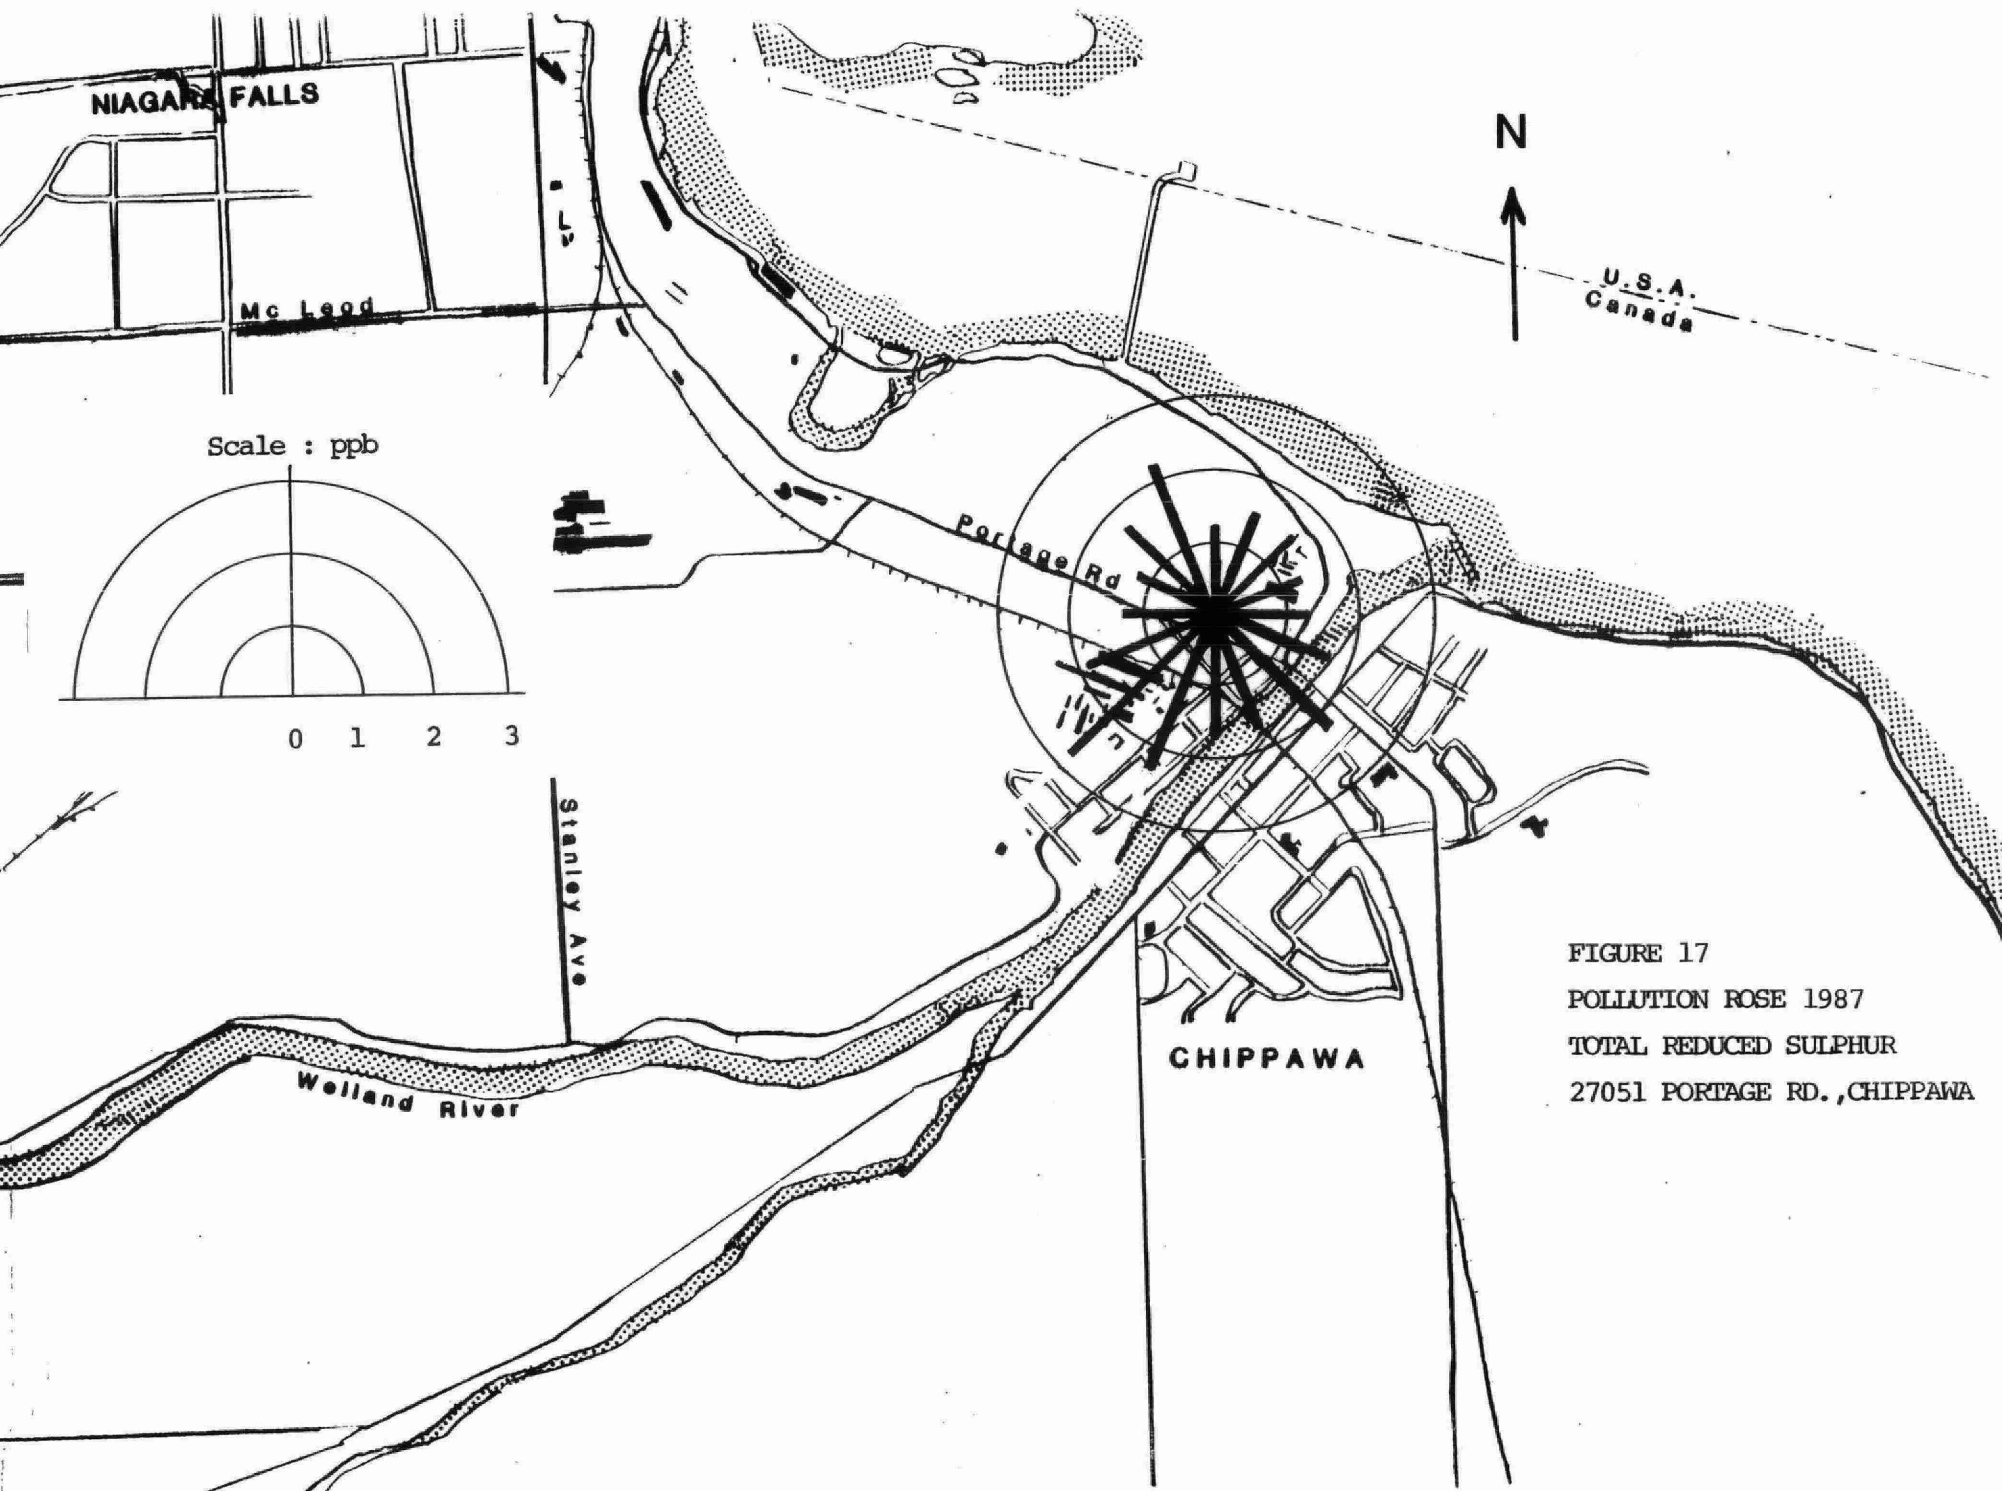 NIAGARA FALLS
N
U.S.A.
Canada
Mc Leod
Scale : ppb
Portage Rd
0 1 2 3
Stanley Ave
FIGURE 17
POLLUTION ROSE 1987
TOTAL REDUCED SULPHUR
27051 PORTAGE RD.,CHIPPAWA
CHIPPAWA
Welland River